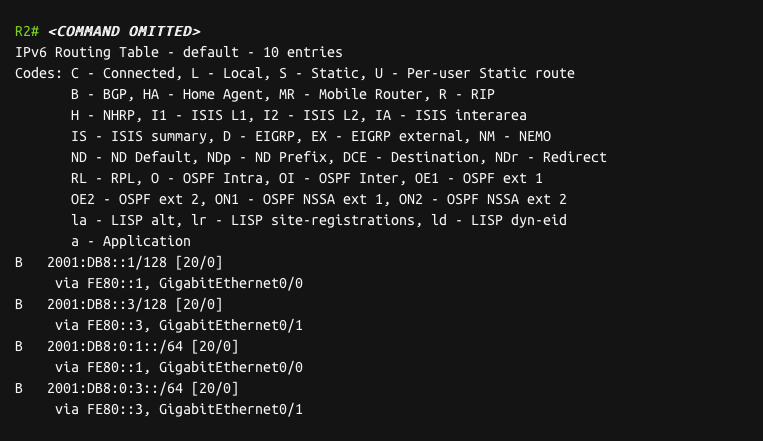 R2# <COMMAND OMITTED>
IPv6 Routing Table - default - 10 entries
Codes: C - Connected, L - Local, S - Static, U - Per-user Static route
       B - BGP, HA - Home Agent, MR - Mobile Router, R - RIP
       H - NHRP, I1 - ISIS L1, I2 - ISIS L2, IA - ISIS interarea
       IS - ISIS summary, D - EIGRP, EX - EIGRP external, NM - NEMO
       ND - ND Default, NDp - ND Prefix, DCE - Destination, NDr - Redirect
       RL - RPL, O - OSPF Intra, OI - OSPF Inter, OE1 - OSPF ext 1
       OE2 - OSPF ext 2, ON1 - OSPF NSSA ext 1, ON2 - OSPF NSSA ext 2
       la - LISP alt, lr - LISP site-registrations, ld - LISP dyn-eid
       a - Application
B   2001:DB8::1/128 [20/0]
     via FE80::1, GigabitEthernet0/0
B   2001:DB8::3/128 [20/0]
     via FE80::3, GigabitEthernet0/1
B   2001:DB8:0:1::/64 [20/0]
     via FE80::1, GigabitEthernet0/0
B   2001:DB8:0:3::/64 [20/0]
     via FE80::3, GigabitEthernet0/1